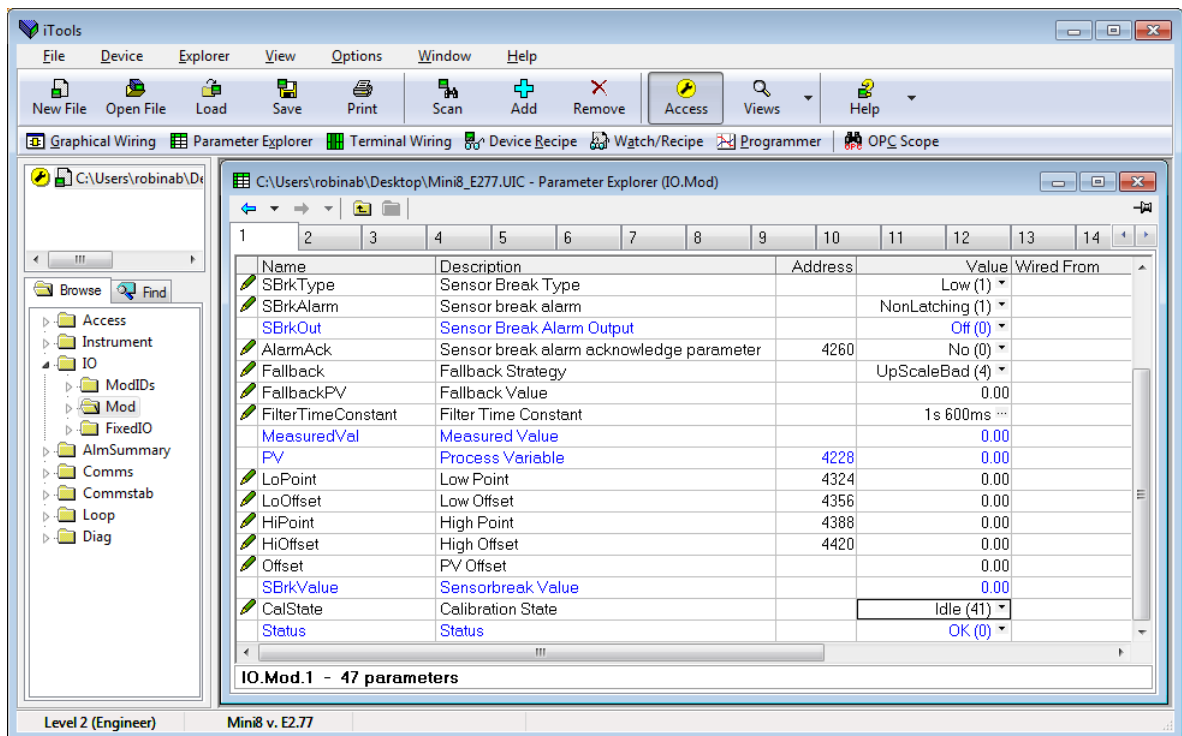 iTools
File Device Explorer View Options Window Help
New File Open File Load Save Print Scan Add Remove Access Views Help
Graphical Wiring Parameter Explorer Terminal Wiring Device Recipe Watch/Recipe Programmer OPC Scope
C:\Users\robinab\De
Browse Find
Access
Instrument
IO
ModIDs
Mod
FixedIO
AlmSummary
Comms
Commstab
Loop
Diag
C:\Users\robinab\Desktop\Mini8_E277.UIC - Parameter Explorer (IO.Mod)
1 2 3 4 5 6 7 8 9 10 11 12 13 14
Name Description Address Value Wired From
SBrkType Sensor Break Type Low (1)
SBrkAlarm Sensor break alarm NonLatching (1)
SBrkOut Sensor Break Alarm Output Off (0)
AlarmAck Sensor break alarm acknowledge parameter 4260 No (0)
Fallback Fallback Strategy UpScaleBad (4)
FallbackPV Fallback Value 0.00
FilterTimeConstant Filter Time Constant 1s 600ms ...
MeasuredVal Measured Value 0.00
PV Process Variable 4228 0.00
LoPoint Low Point 4324 0.00
LoOffset Low Offset 4356 0.00
HiPoint High Point 4388 0.00
HiOffset High Offset 4420 0.00
Offset PV Offset 0.00
SBrkValue Sensorbreak Value 0.00
CalState Calibration State Idle (41)
Status Status OK (0)
IO.Mod.1 - 47 parameters
Level 2 (Engineer) Mini8 v. E2.77